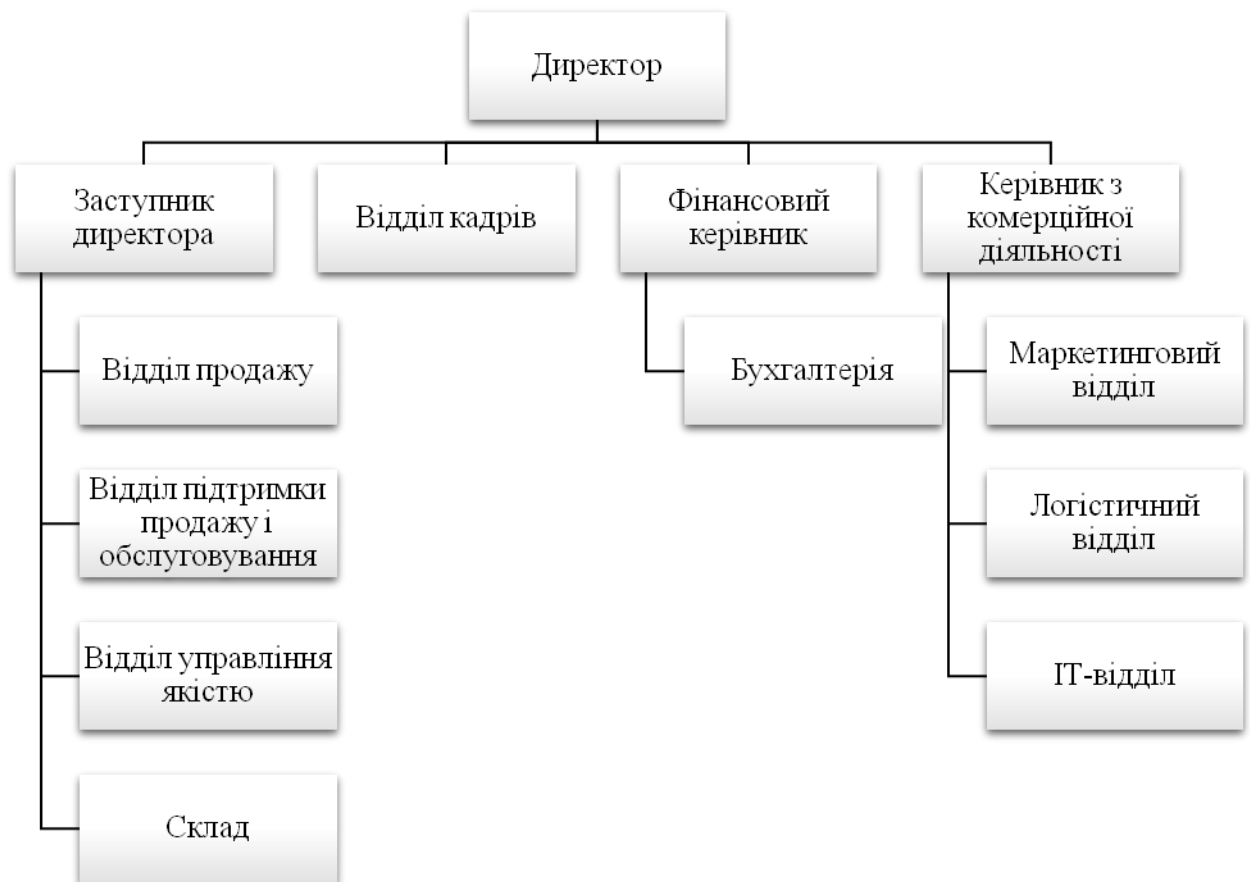 Директор
Заступник
директора
Відділ кадрів
Фінансовий
керівник
Керівник з
комерційної
діяльності
Відділ продажу
Бухгалтерія
Маркетинговий
відділ
Відділ підтримки
продажу і
обслуговування
Логістичний
відділ
Відділ управління
якістю
ІТ-відділ
Склад